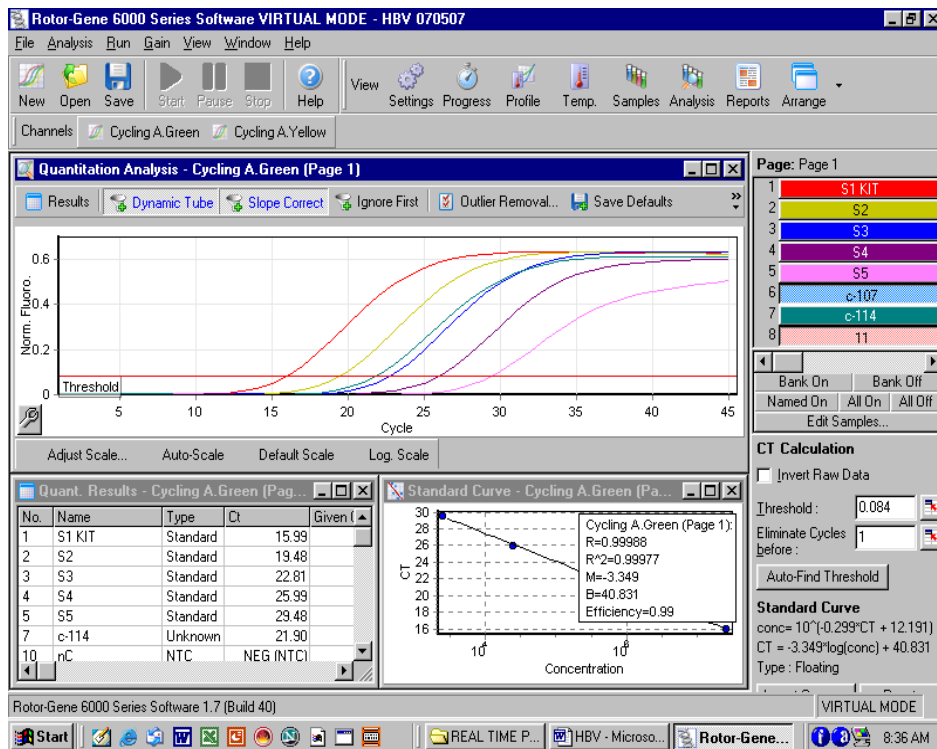 Rotor-Gene 6000 Series Software VIRTUAL MODE - HBV 070507
File Analysis Run Gain View Window Help
New Open Save Start Pause Stop Help View Settings Progress Profile Temp. Samples Analysis Reports Arrange
Channels Cycling A.Green Cycling A.Yellow
Quantitation Analysis - Cycling A.Green (Page 1)
Results Dynamic Tube Slope Correct Ignore First Outlier Removal... Save Defaults
Norm. Fluoro.
0.6
0.4
0.2
0
Threshold
5 10 15 20 25 30 35 40 45
Cycle
Adjust Scale... Auto-Scale Default Scale Log. Scale
Page: Page 1
1 S1 KIT
2 S2
3 S3
4 S4
5 S5
6 c-107
7 c-114
8 11
Bank On Bank Off
Named On All On All Off
Edit Samples...
CT Calculation
Invert Raw Data
Threshold : 0.084
Eliminate Cycles before : 1
Auto-Find Threshold
Standard Curve
conc= 10^(-0.299*CT + 12.191)
CT = -3.349*log(conc) + 40.831
Type : Floating
Quant. Results - Cycling A.Green (Pag...
No. Name Type Ct Given
1 S1 KIT Standard 15.99
2 S2 Standard 19.48
3 S3 Standard 22.81
4 S4 Standard 25.99
5 S5 Standard 29.48
7 c-114 Unknown 21.90
10 nC NTC NEG (NTC)
Standard Curve - Cycling A.Green (Pa...
CT
30
28
26
24
22
20
18
16
Cycling A.Green (Page 1):
R=0.99988
R^2=0.99977
M=-3.349
B=40.831
Efficiency=0.99
Concentration
Rotor-Gene 6000 Series Software 1.7 (Build 40) VIRTUAL MODE
Start REAL TIME P... HBV - Microso... Rotor-Gene... 8:36 AM